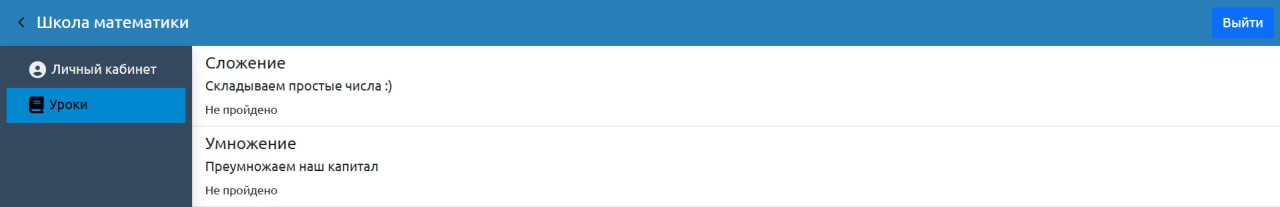 Школа математики
Выйти
Личный кабинет
Уроки
Сложение
Складываем простые числа :)
Не пройдено
Умножение
Преумножаем наш капитал
Не пройдено